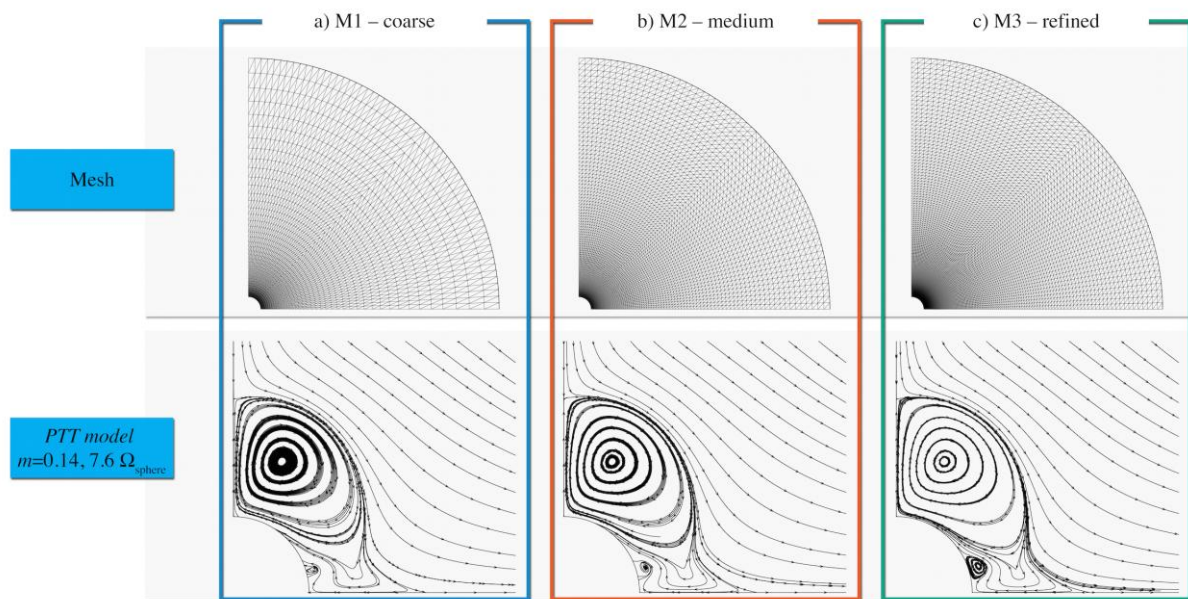 a) M1 – coarse
b) M2 – medium
c) M3 – refined
Mesh
PTT model
m=0.14, 7.6 Ωsphere